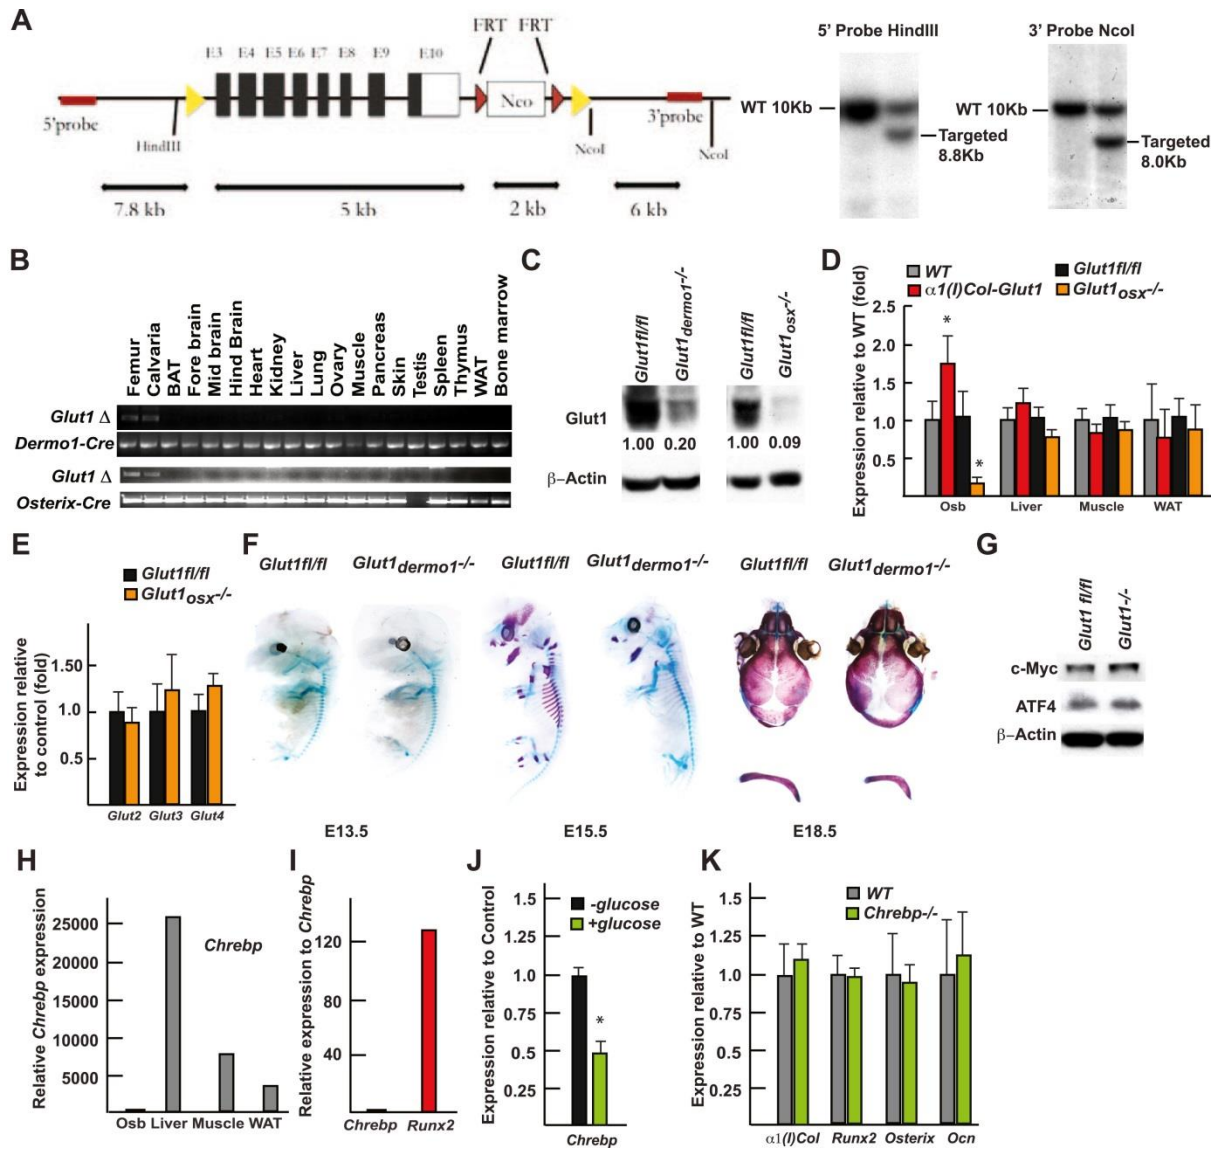 A
FRT FRT
E3 E4 E5 E6 E7 E8 E9 E10
Neo
5'probe
HindIII
NcoI
3'probe
NcoI
7.8 kb
5 kb
2 kb
6 kb
5' Probe HindIII
3' Probe NcoI
WT 10Kb
Targeted
8.8Kb
WT 10Kb
Targeted
8.0Kb
B
Femur
Calvaria
BAT
Fore brain
Mid brain
Hind Brain
Heart
Kidney
Liver
Lung
Ovary
Muscle
Pancreas
Skin
Testis
Spleen
Thymus
WAT
Bone marrow
Glut1 Δ
Dermo1-Cre
Glut1 Δ
Osterix-Cre
C
Glut1fl/fl
Glut1dermo1-/-
Glut1fl/fl
Glut1osx-/-
Glut1
1.00 0.20 1.00 0.09
β-Actin
D
WT
α1(I)Col-Glut1
Glut1fl/fl
Glut1osx-/-
Expression relative to WT (fold)
2.5
2.0
1.5
1.0
0.5
*
*
Osb Liver Muscle WAT
E
Glut1fl/fl
Glut1osx-/-
Expression relative
to control (fold)
1.50
1.0
0.5
Glut2 Glut3 Glut4
F
Glut1fl/fl Glut1dermo1-/- Glut1fl/fl Glut1dermo1-/- Glut1fl/fl Glut1dermo1-/-
E13.5 E15.5 E18.5
G
Glut1 fl/fl
Glut1-/-
c-Myc
ATF4
β-Actin
H
Relative Chrebp expression
Chrebp
25000
20000
15000
10000
5000
Osb Liver Muscle WAT
I
Relative expression to Chrebp
120
80
40
Chrebp Runx2
J
Expression relative to Control
-glucose
+glucose
1.5
1.25
1.0
0.5
0.25
*
Chrebp
K
Expression relative to WT
WT
Chrebp-/-
1.5
1.25
1.0
0.75
0.5
0.25
α1(I)Col Runx2 Osterix Ocn